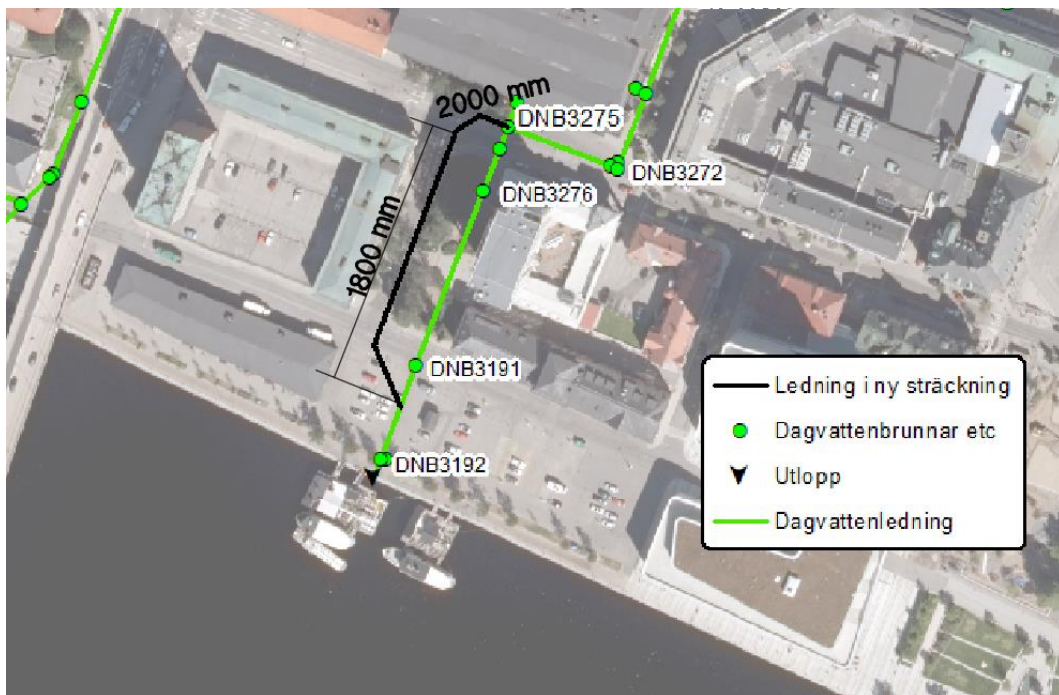 2000 mm
DNB3275
DNB3272
DNB3276
1800 mm
DNB3191
DNB3192
Ledning i ny sträckning
Dagvattenbrunnar etc
Utlopp
Dagvattenledning